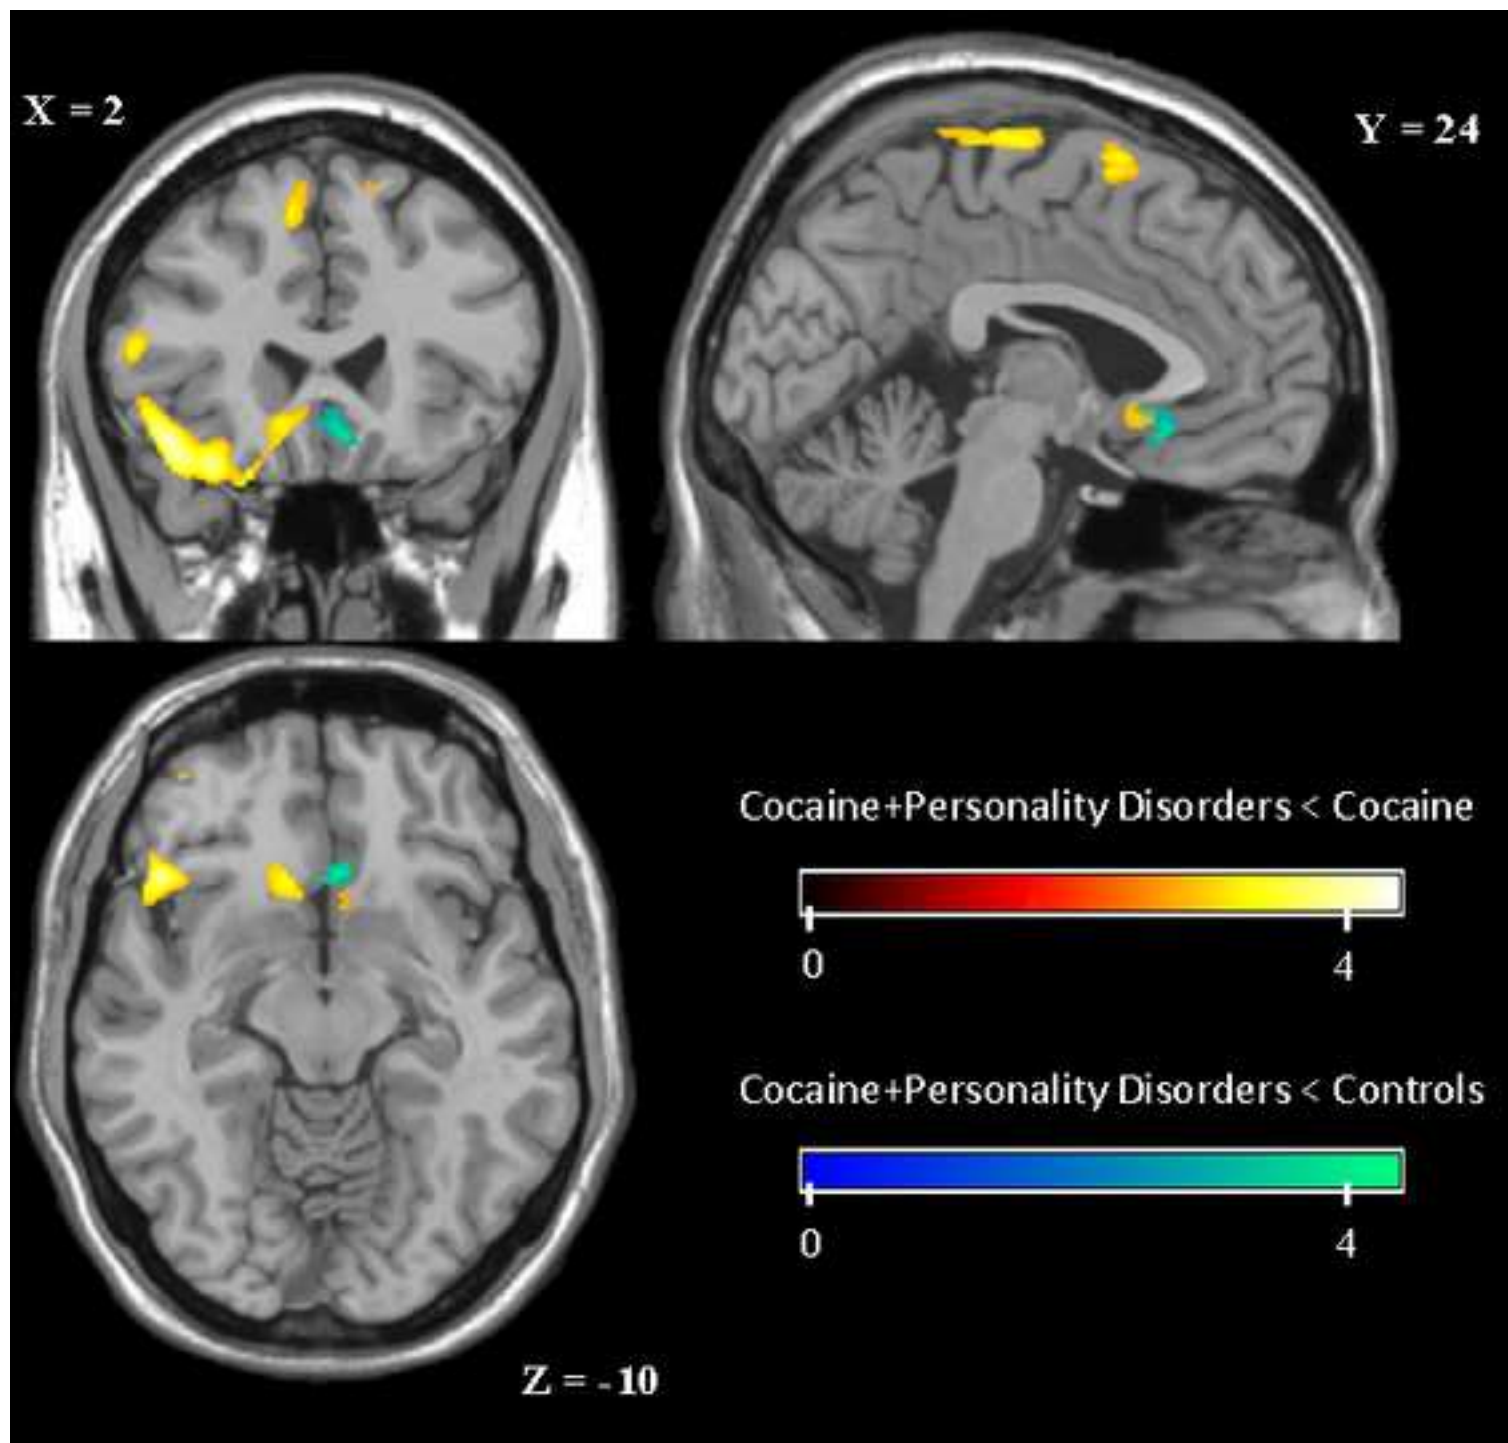 X = 2
Y = 24
Cocaine+Personality Disorders < Cocaine
0 4
Cocaine+Personality Disorders < Controls
0 4
Z = -10